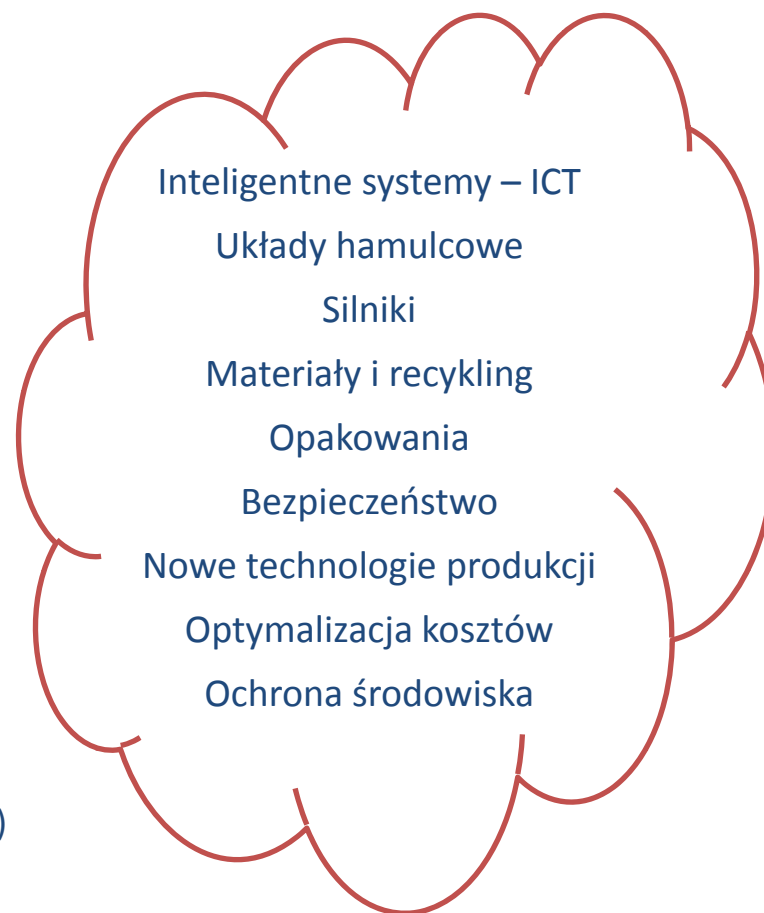 Inteligentne systemy – ICT
Układy hamulcowe
Silniki
Materiały i recykling
Opakowania
Bezpieczeństwo
Nowe technologie produkcji
Optymalizacja kosztów
Ochrona środowiska
)